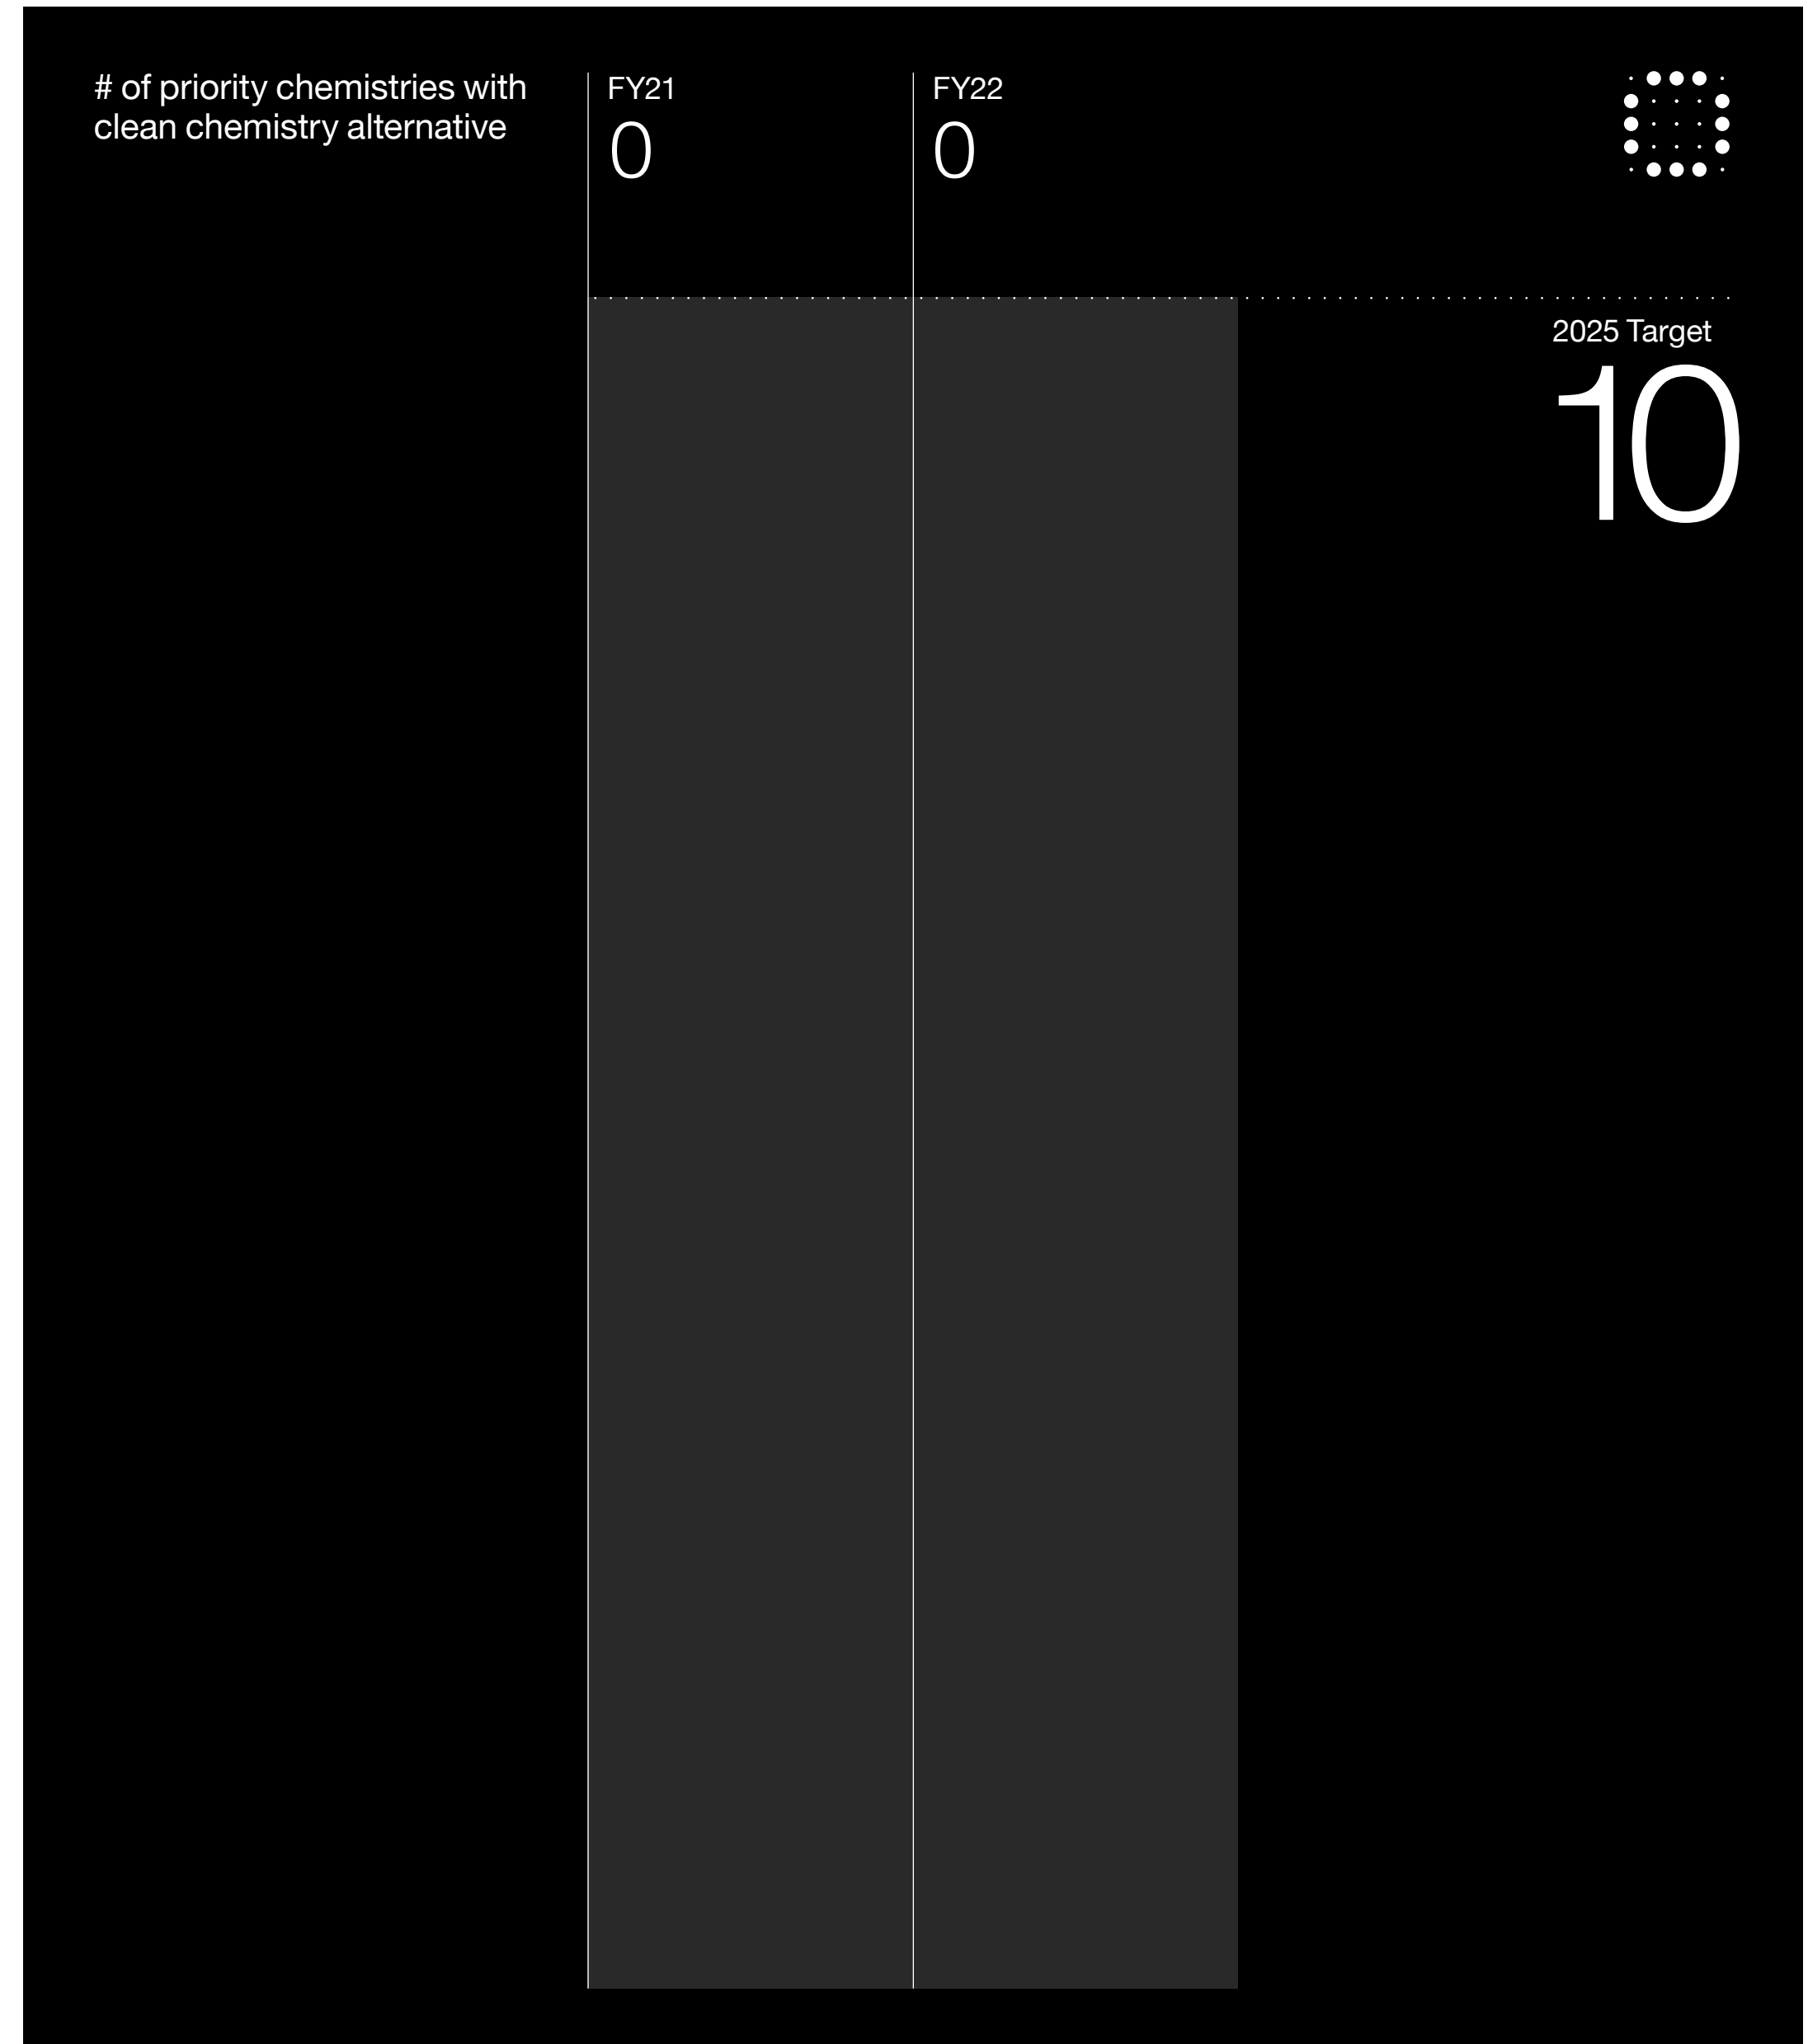 # of priority chemistries with
clean chemistry alternative
FY21
0
FY22
0
2025 Target
10